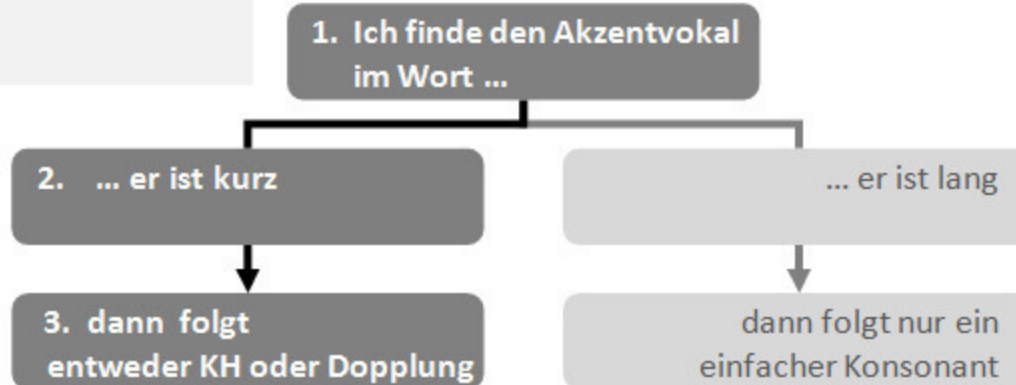 1. Ich finde den Akzentvokal
im Wort ...
2. ... er ist kurz
... er ist lang
3. dann folgt
entweder KH oder Dopplung
dann folgt nur ein
einfacher Konsonant